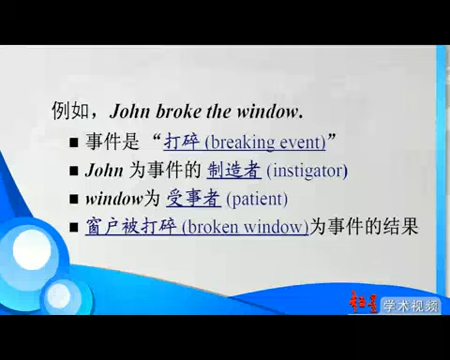 例如，John broke the window.
■ 事件是 “打碎 (breaking event)”
■ John 为事件的 制造者 (instigator)
■ window为 受事者 (patient)
■ 窗户被打碎 (broken window)为事件的结果
学术视频